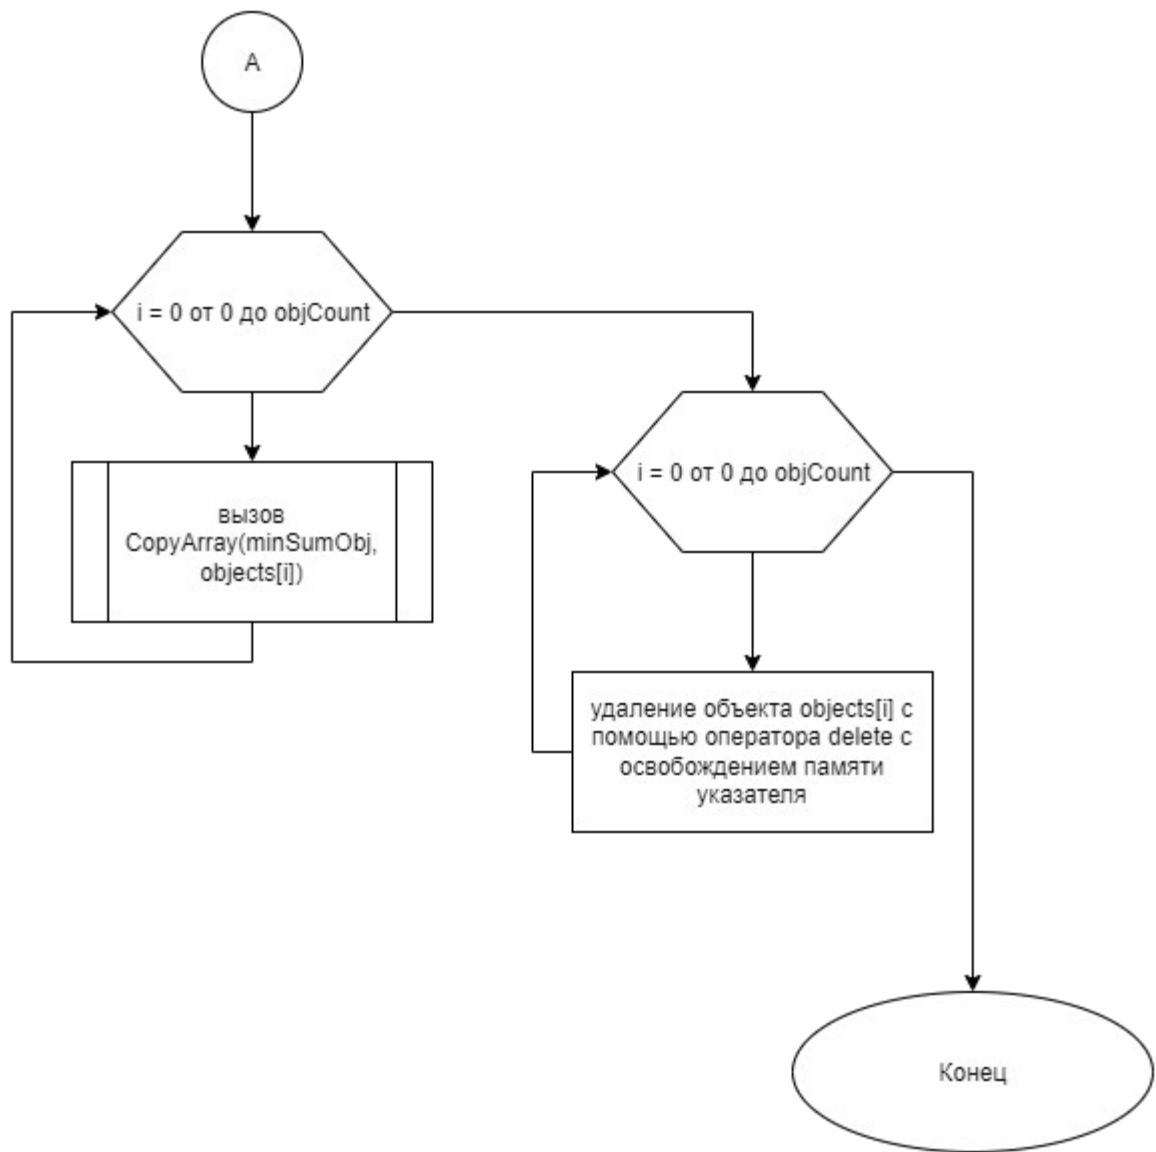 A
i = 0 от 0 до objCount
вызов
CopyArray(minSumObj,
objects[i])
i = 0 от 0 до objCount
удаление объекта objects[i] с
помощью оператора delete с
освобождением памяти
указателя
Конец